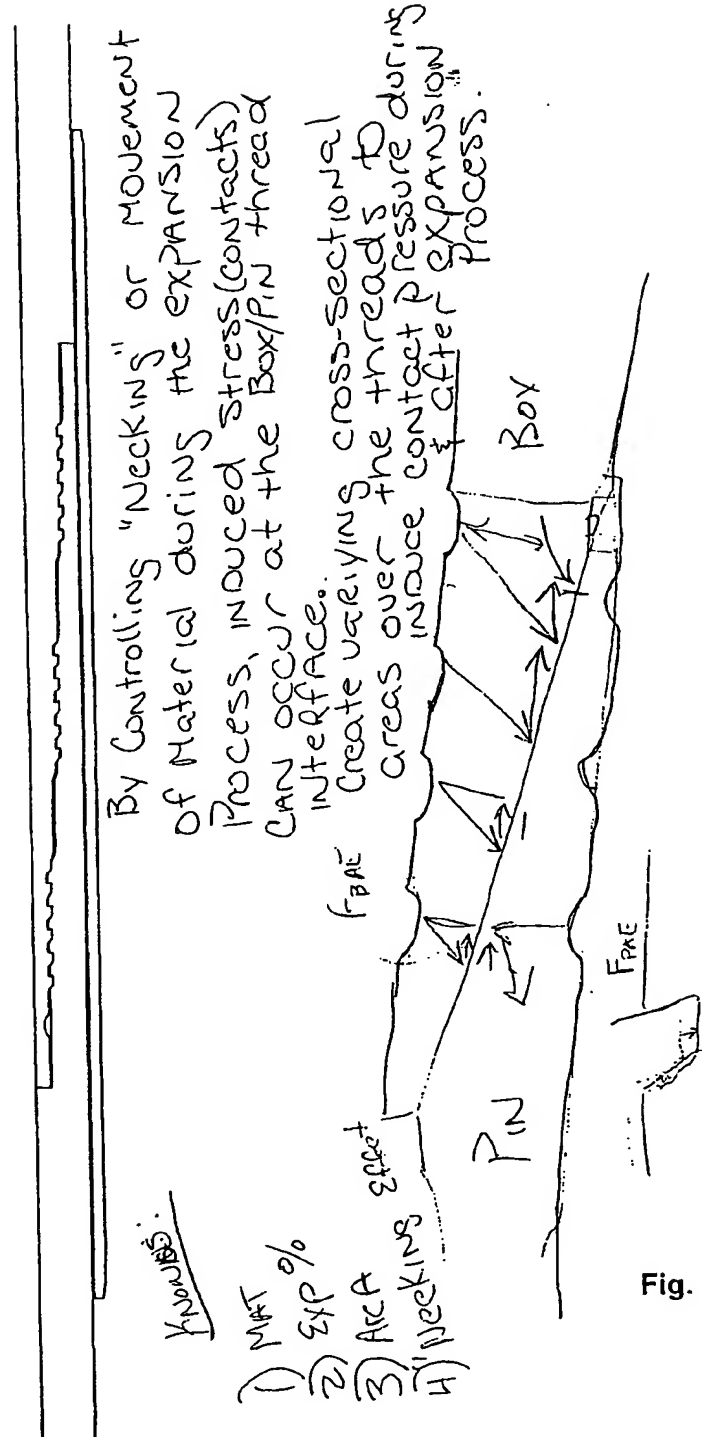 By Controlling "Necking" or movement
of Material during the expansion
Process, induced stress (contacts)
CAN occur at the Box/Pin thread
interface.
Create variying cross-sectional
areas over the threads to
induce contact pressure during
& after expansion
Process.
Knowns:
1) MAT
2) Exp %
3) Area
4) "Necking Effect
FBAE
Box
PIN
FPAE
Fig.